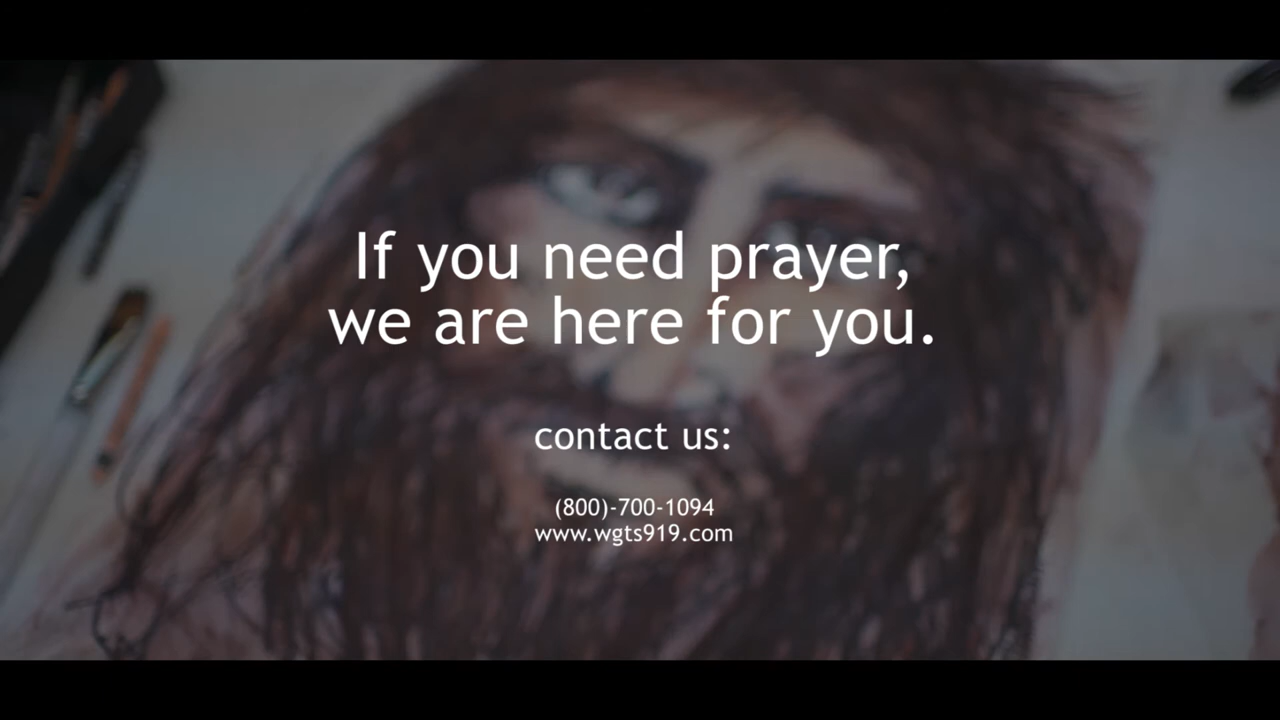 If you need prayer,
we are here for you.
contact us:
(800)-700-1094
www.wgts919.com